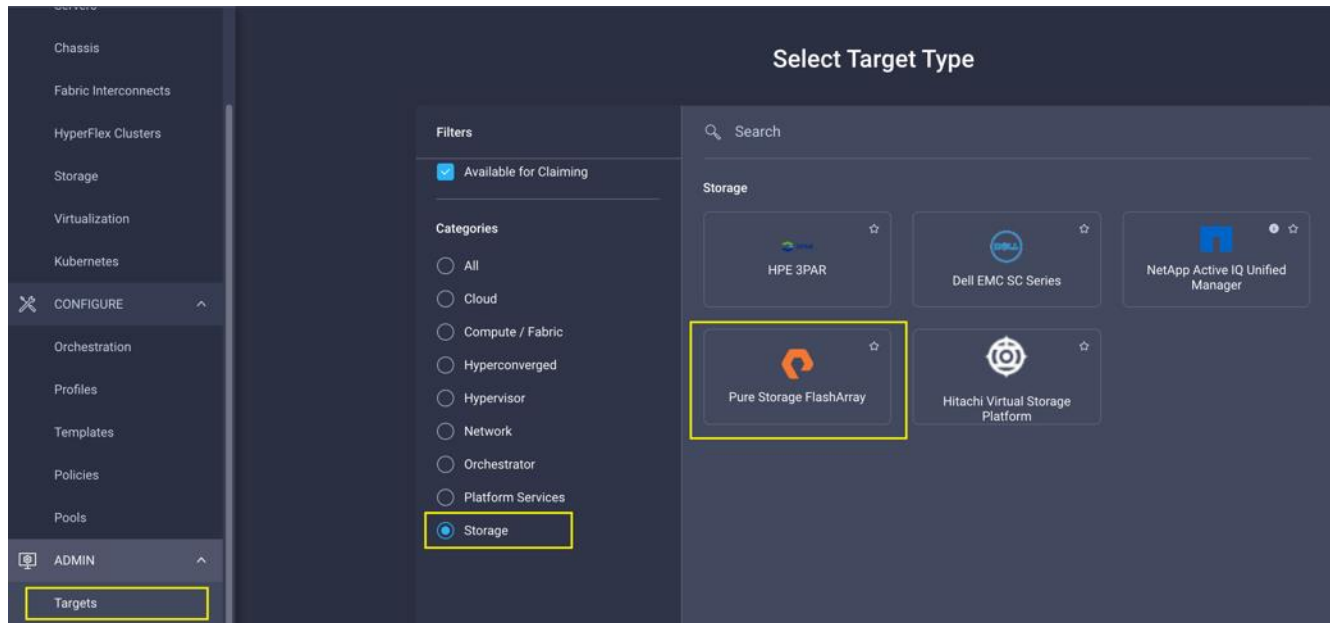 Servers
Chassis
Fabric Interconnects
HyperFlex Clusters
Storage
Virtualization
Kubernetes
CONFIGURE
Orchestration
Profiles
Templates
Policies
Pools
ADMIN
Targets
Select Target Type
Filters
Available for Claiming
Categories
All
Cloud
Compute / Fabric
Hyperconverged
Hypervisor
Network
Orchestrator
Platform Services
Storage
Search
Storage
HPE 3PAR
DELL
Dell EMC SC Series
NetApp Active IQ Unified
Manager
Pure Storage FlashArray
Hitachi Virtual Storage
Platform